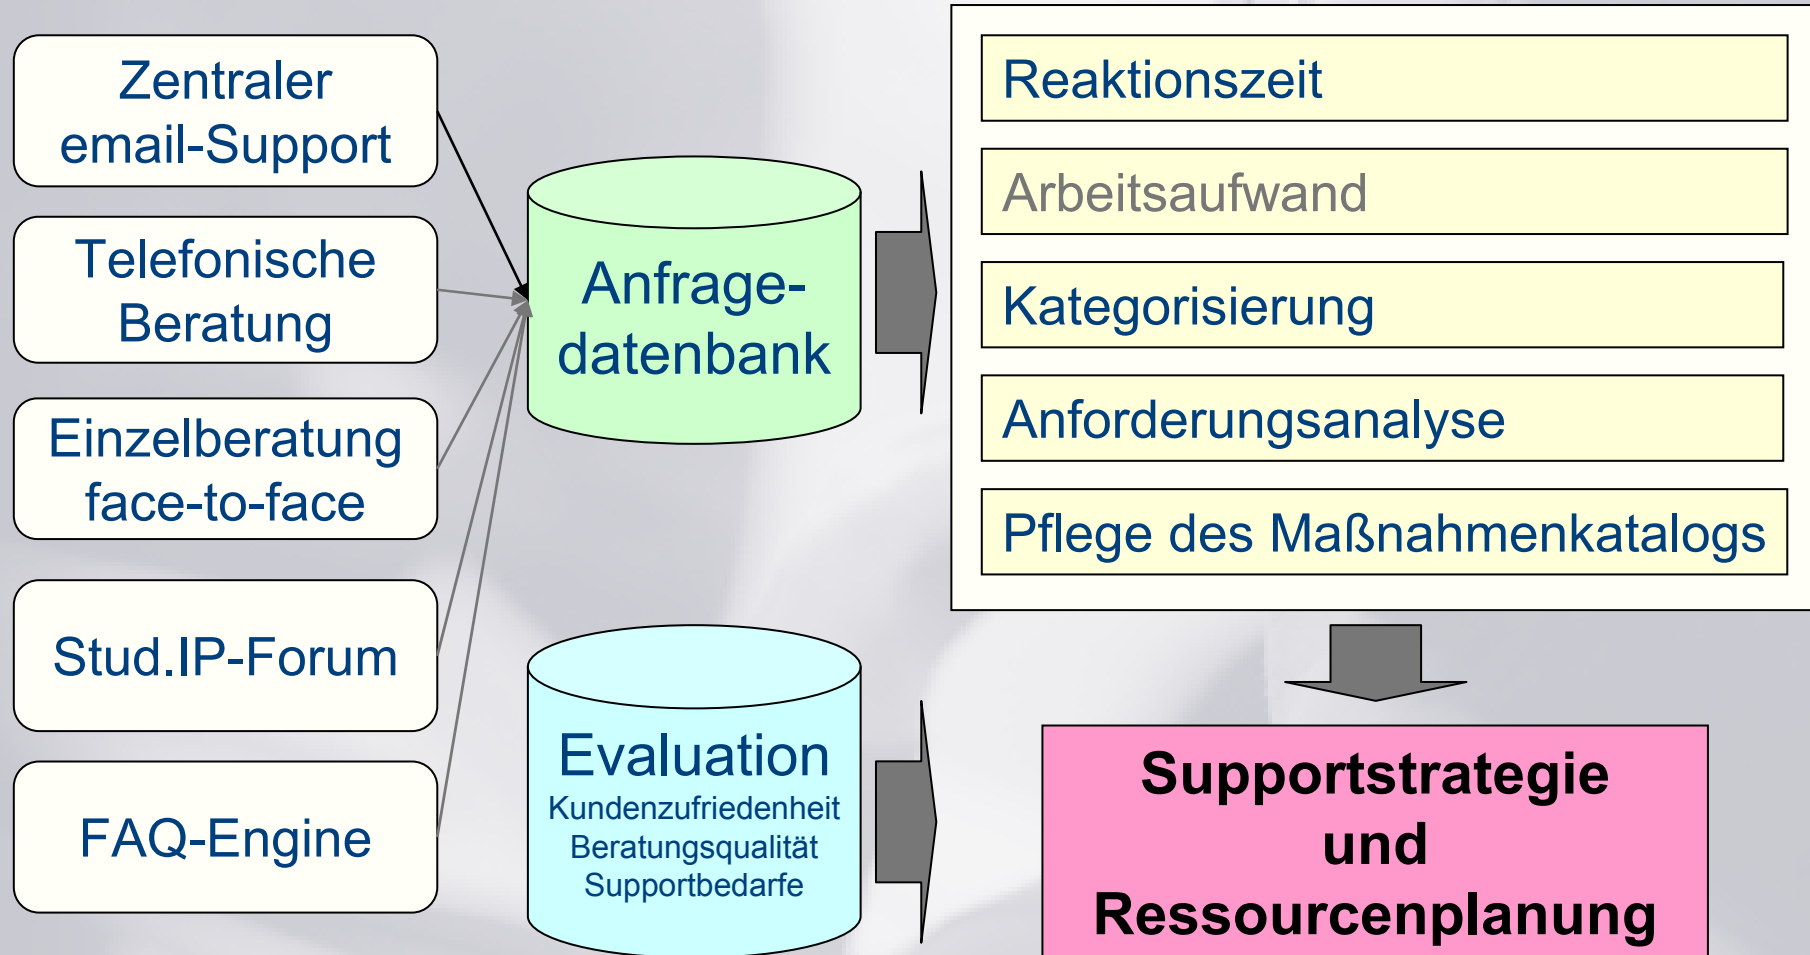 Zentraler
email-Support
Telefonische
Beratung
Einzelberatung
face-to-face
Stud.IP-Forum
FAQ-Engine
Anfrage-
datenbank
Evaluation
Kundenzufriedenheit
Beratungsqualität
Supportbedarfe
Reaktionszeit
Arbeitsaufwand
Kategorisierung
Anforderungsanalyse
Pflege des Maßnahmenkatalogs
Supportstrategie
und
Ressourcenplanung